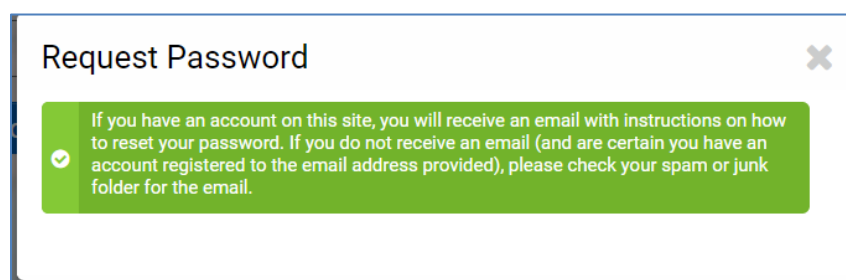 Request Password
If you have an account on this site, you will receive an email with instructions on how
to reset your password. If you do not receive an email (and are certain you have an
account registered to the email address provided), please check your spam or junk
folder for the email.